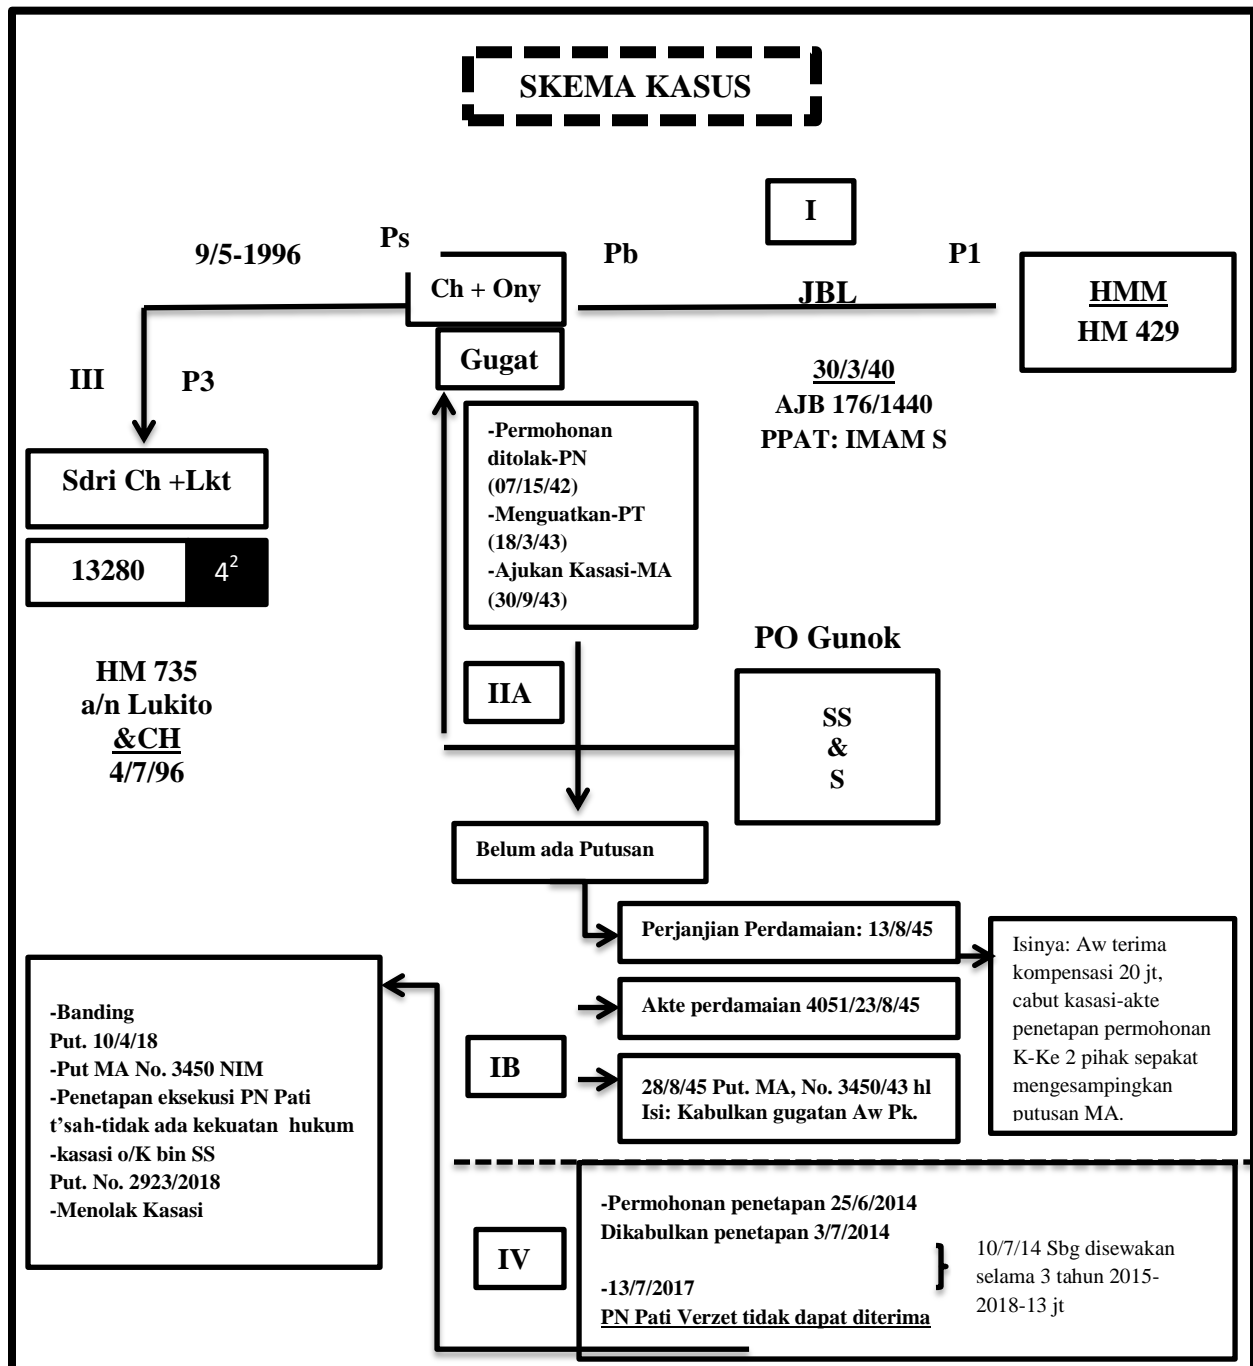 SKEMA KASUS
I
9/5-1996
Ps
Pb
P1
Ch + Ony
JBL
HMM
HM 429
Gugat
III
P3
30/3/40
AJB 176/1440
PPAT: IMAM S
-Permohonan
ditolak-PN
(07/15/42)
-Menguatkan-PT
(18/3/43)
-Ajukan Kasasi-MA
(30/9/43)
Sdri Ch +Lkt
13280
4²
HM 735
a/n Lukito
&CH
4/7/96
IIA
PO Gunok
SS
&
S
Belum ada Putusan
Perjanjian Perdamaian: 13/8/45
Akte perdamaian 4051/23/8/45
IB
28/8/45 Put. MA, No. 3450/43 hl
Isi: Kabulkan gugatan Aw Pk.
Isinya: Aw terima
kompensasi 20 jt,
cabut kasasi-akte
penetapan permohonan
K-Ke 2 pihak sepakat
mengesampingkan
putusan MA.
-Banding
Put. 10/4/18
-Put MA No. 3450 NIM
-Penetapan eksekusi PN Pati
t'sah-tidak ada kekuatan hukum
-kasasi o/K bin SS
Put. No. 2923/2018
-Menolak Kasasi
IV
-Permohonan penetapan 25/6/2014
Dikabulkan penetapan 3/7/2014
-13/7/2017
PN Pati Verzet tidak dapat diterima
10/7/14 Sbg disewakan
selama 3 tahun 2015-
2018-13 jt